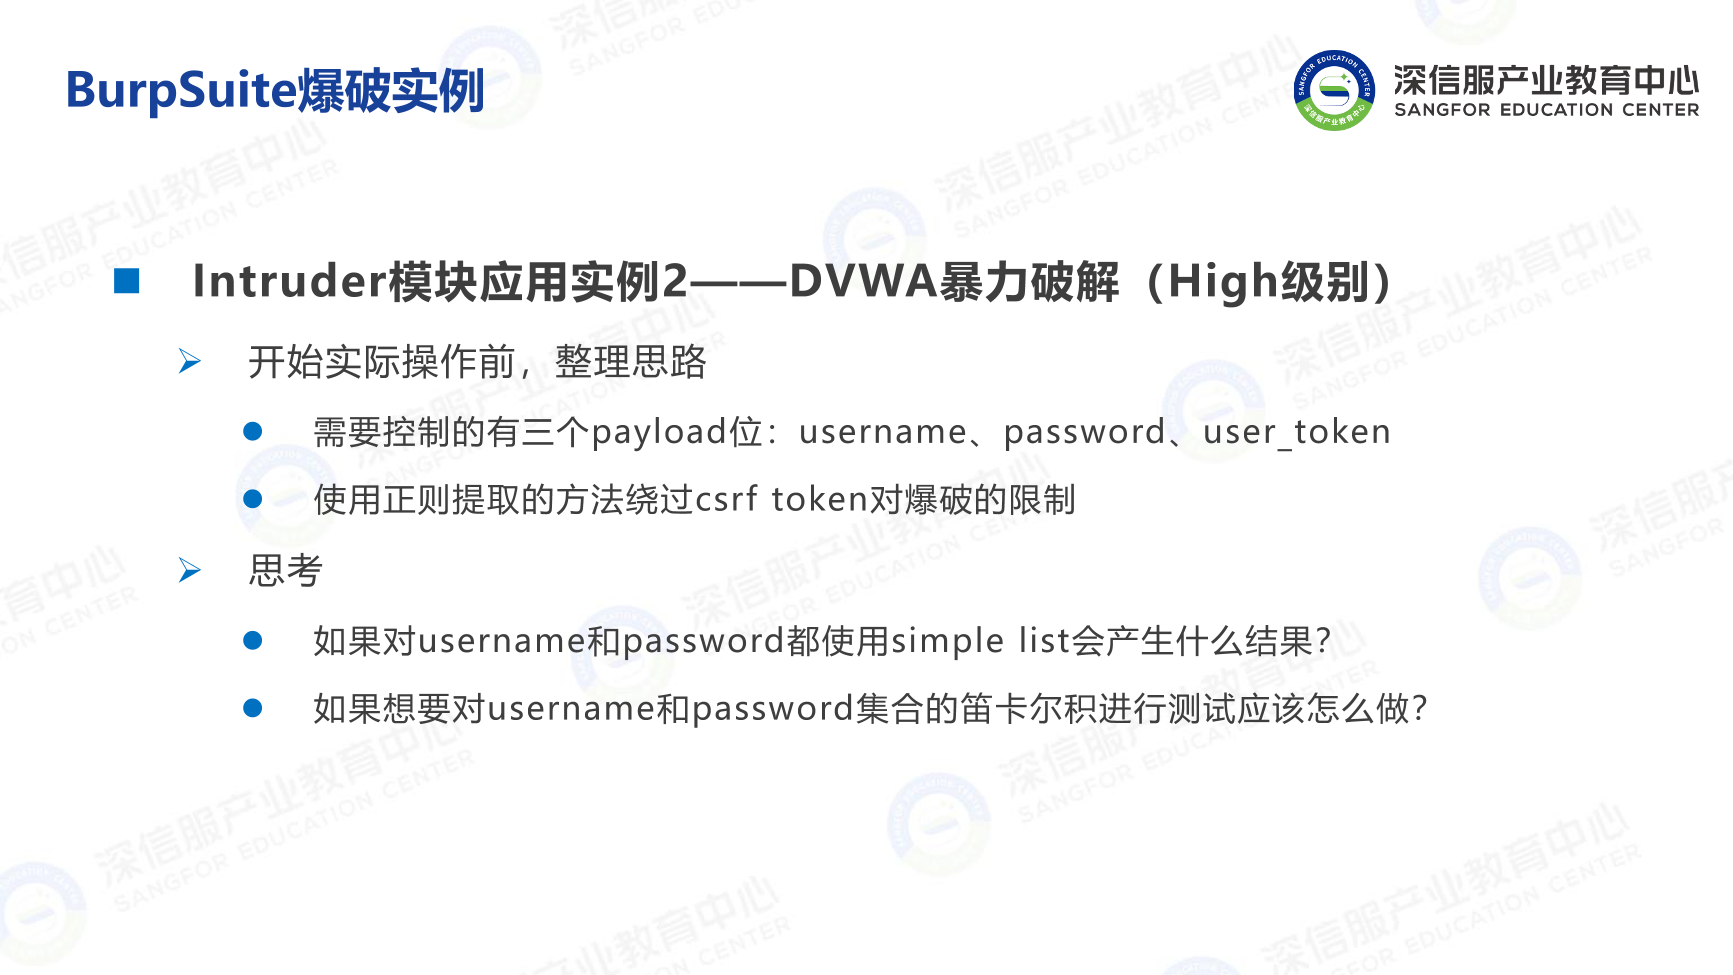 BurpSuite爆破实例
深信服产业教育中心
SANGFOR EDUCATION CENTER
Intruder模块应用实例2——DVWA暴力破解（High级别）
开始实际操作前，整理思路
需要控制的有三个payload位：username、password、user_token
使用正则提取的方法绕过csrf token对爆破的限制
思考
如果对username和password都使用simple list会产生什么结果？
如果想要对username和password集合的笛卡尔积进行测试应该怎么做？